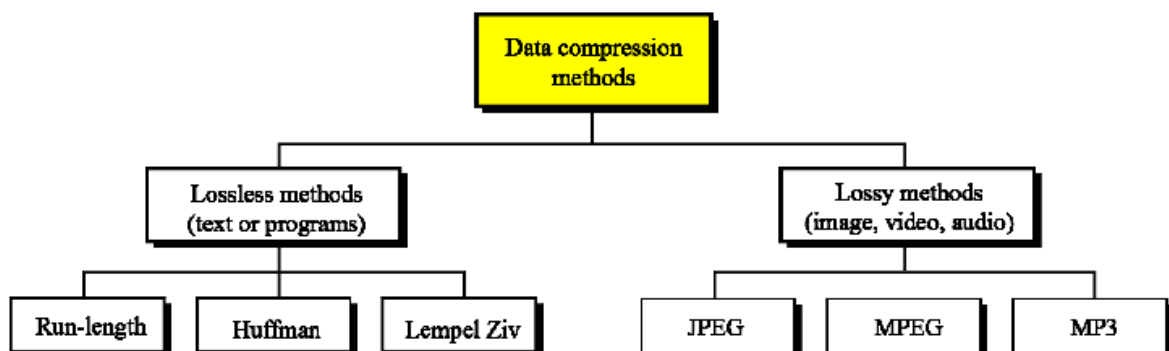 Data compression
methods
Lossless methods
(text or programs)
Lossy methods
(image, video, audio)
Run-length
Huffman
Lempel Ziv
JPEG
MPEG
MP3